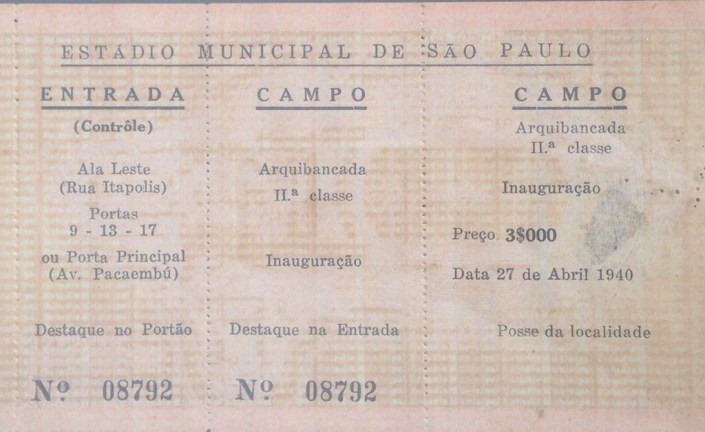 ESTÁDIO MUNICIPAL DE SÃO PAULO
ENTRADA
(Contrôle)
Ala Leste
(Rua Itapolis)
Portas
9 - 13 - 17
ou Porta Principal
(Av. Pacaembú)
Destaque no Portão
Nº 08792
CAMPO
Arquibancada
II.ª classe
Inauguração
Destaque na Entrada
Nº 08792
CAMPO
Arquibancada
II.ª classe
Inauguração
Preço 3$000
Data 27 de Abril 1940
Posse da localidade